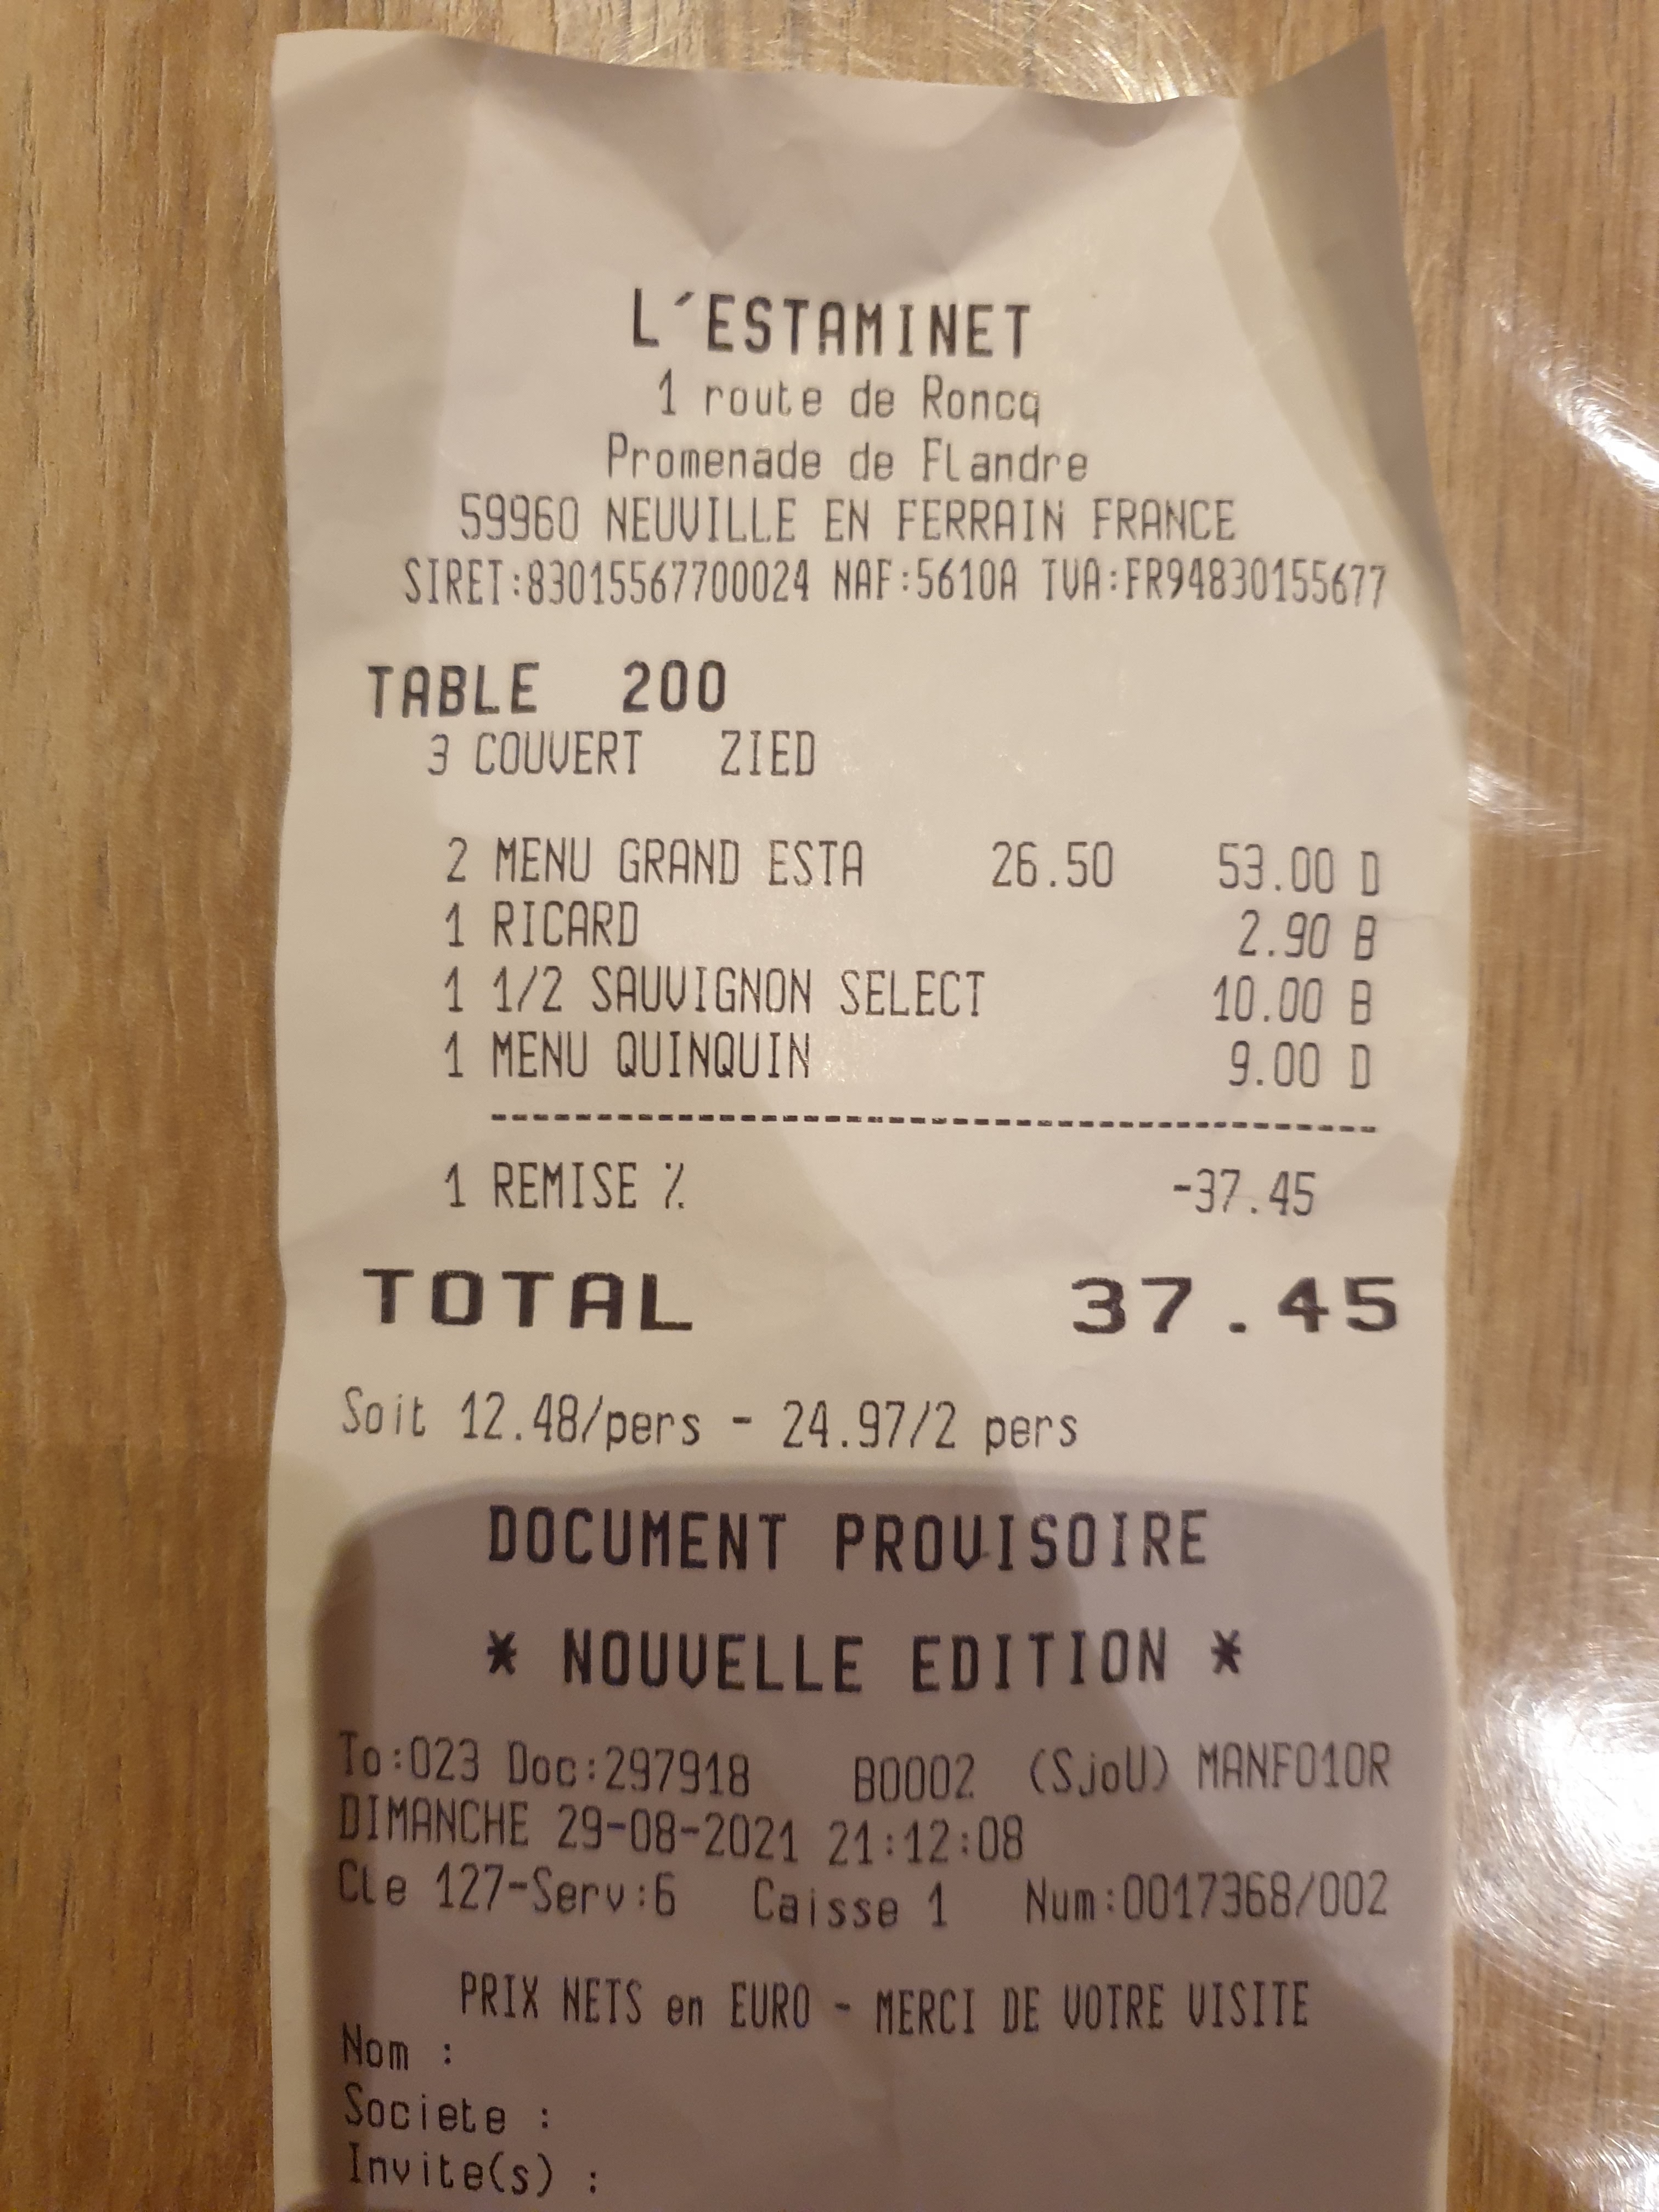 L´ESTAMINET
1 route de Roncq
Promenade de Flandre
59960 NEUVILLE EN FERRAIN FRANCE
SIRET:83015567700024 NAF:5610A TVA:FR94830155677
TABLE 200
3 COUVERT ZIED
2 MENU GRAND ESTA 26.50 53.00 D
1 RICARD 2.90 B
1 1/2 SAUVIGNON SELECT 10.00 B
1 MENU QUINQUIN 9.00 D
1 REMISE % -37.45
TOTAL 37.45
Soit 12.48/pers - 24.97/2 pers
DOCUMENT PROVISOIRE
* NOUVELLE EDITION *
To:023 Doc:297918 B0002 (SjoU) MANFO1OR
DIMANCHE 29-08-2021 21:12:08
Cle 127-Serv:6 Caisse 1 Num:0017368/002
PRIX NETS en EURO - MERCI DE VOTRE VISITE
Nom :
Societe :
Invite(s) :